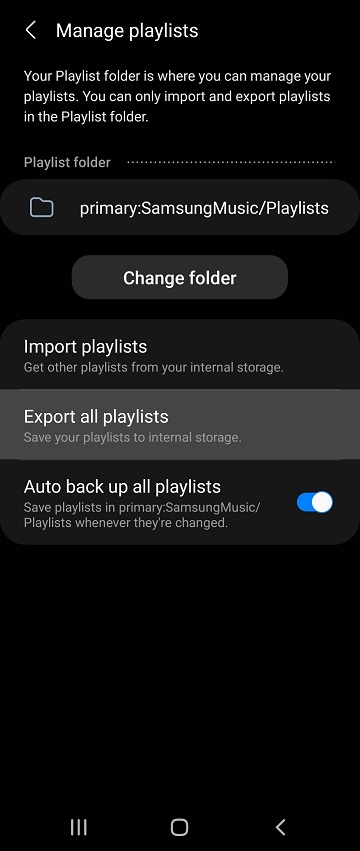 Manage playlists
Your Playlist folder is where you can manage your
playlists. You can only import and export playlists
in the Playlist folder.
Playlist folder
primary:SamsungMusic/Playlists
Change folder
Import playlists
Get other playlists from your internal storage.
Export all playlists
Save your playlists to internal storage.
Auto back up all playlists
Save playlists in primary:SamsungMusic/
Playlists whenever they're changed.